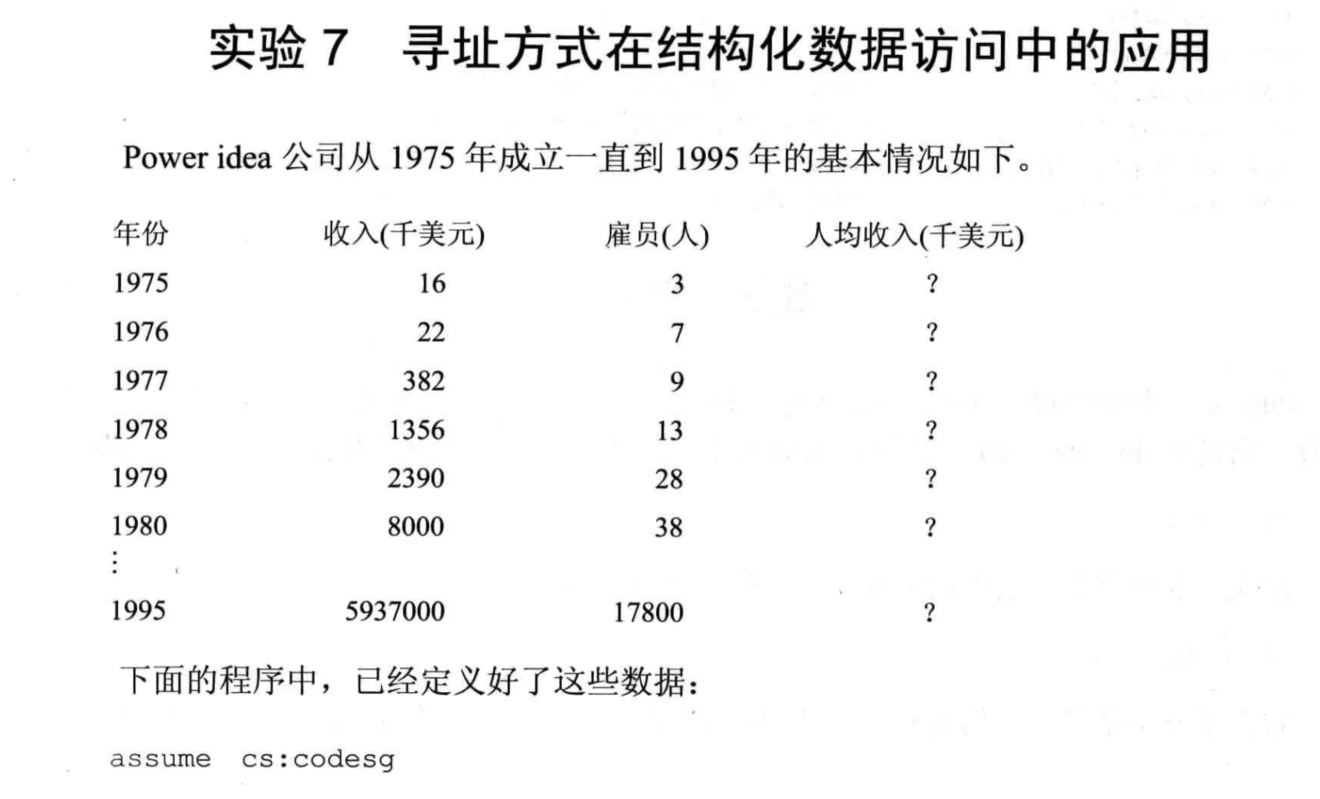 实验 7 寻址方式在结构化数据访问中的应用
Power idea 公司从 1975 年成立一直到 1995 年的基本情况如下。
年份 收入(千美元) 雇员(人) 人均收入(千美元)
1975 16 3 ?
1976 22 7 ?
1977 382 9 ?
1978 1356 13 ?
1979 2390 28 ?
1980 8000 38 ?
⋮
1995 5937000 17800 ?
下面的程序中，已经定义好了这些数据：
assume cs:codesg